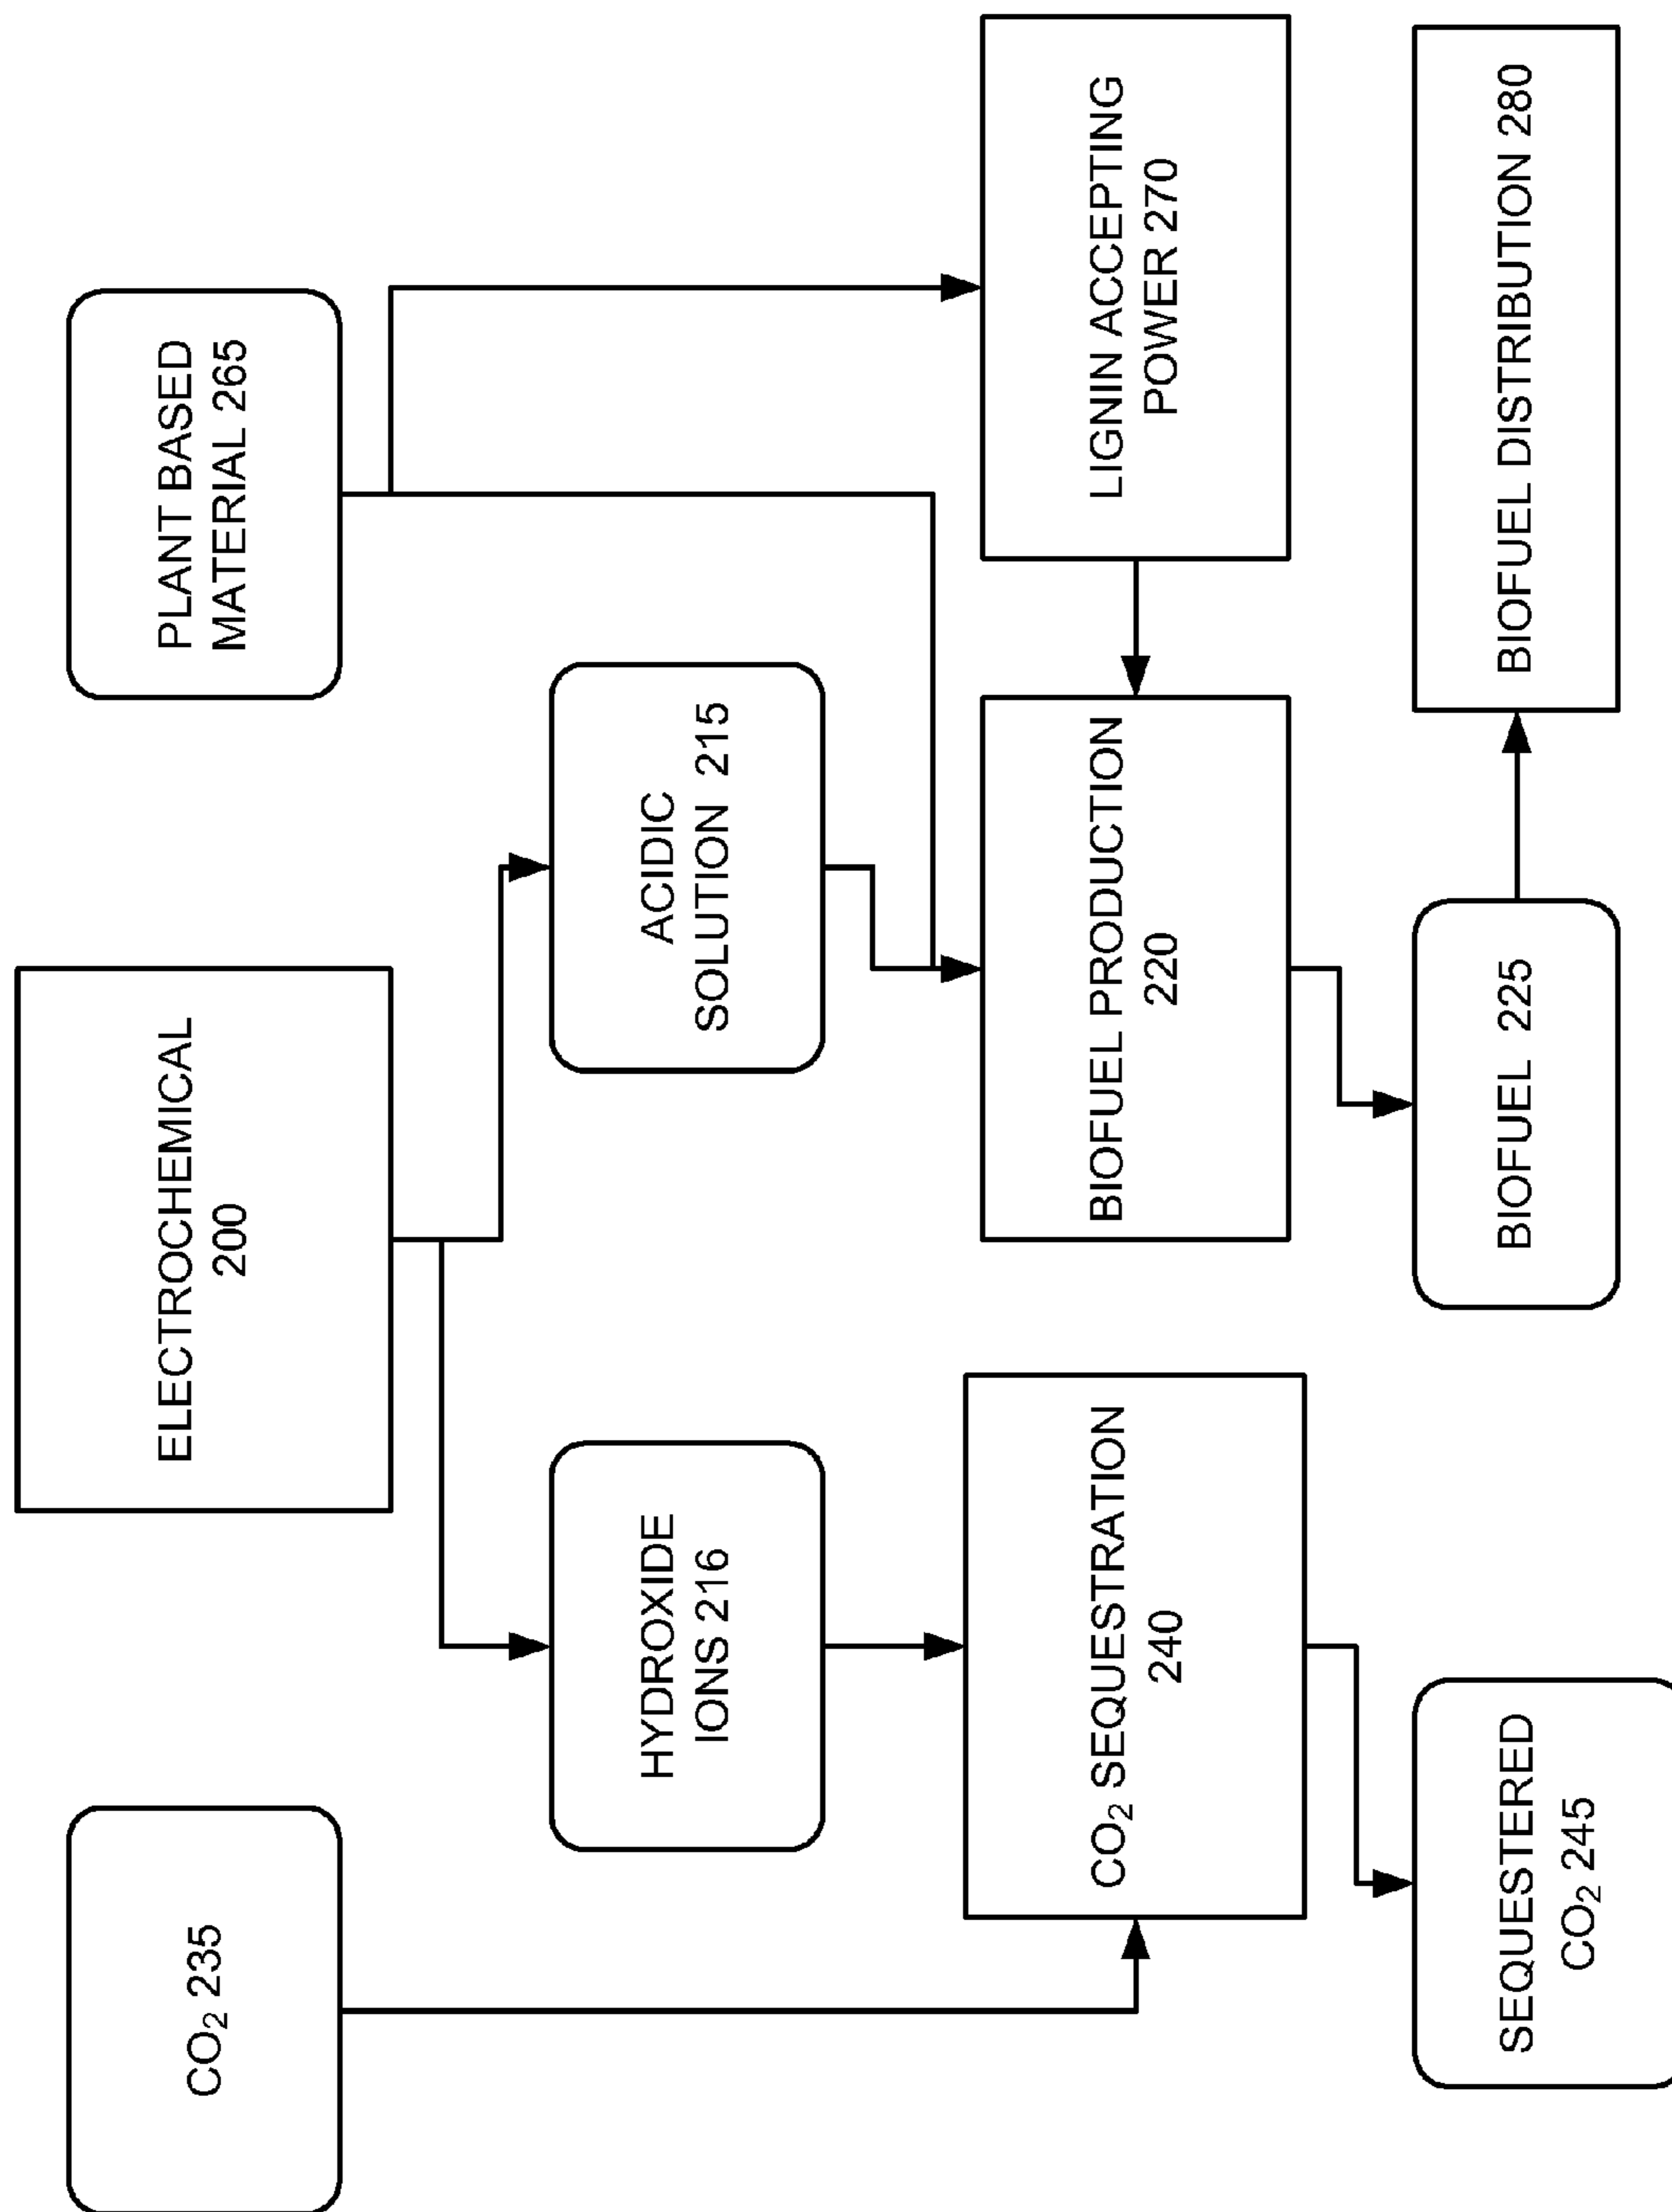 CO₂ 235
ELECTROCHEMICAL
200
PLANT BASED
MATERIAL 265
HYDROXIDE
IONS 216
ACIDIC
SOLUTION 215
CO₂ SEQUESTRATION
240
BIOFUEL PRODUCTION
220
LIGNIN ACCEPTING
POWER 270
SEQUESTERED
CO₂ 245
BIOFUEL 225
BIOFUEL DISTRIBUTION 280